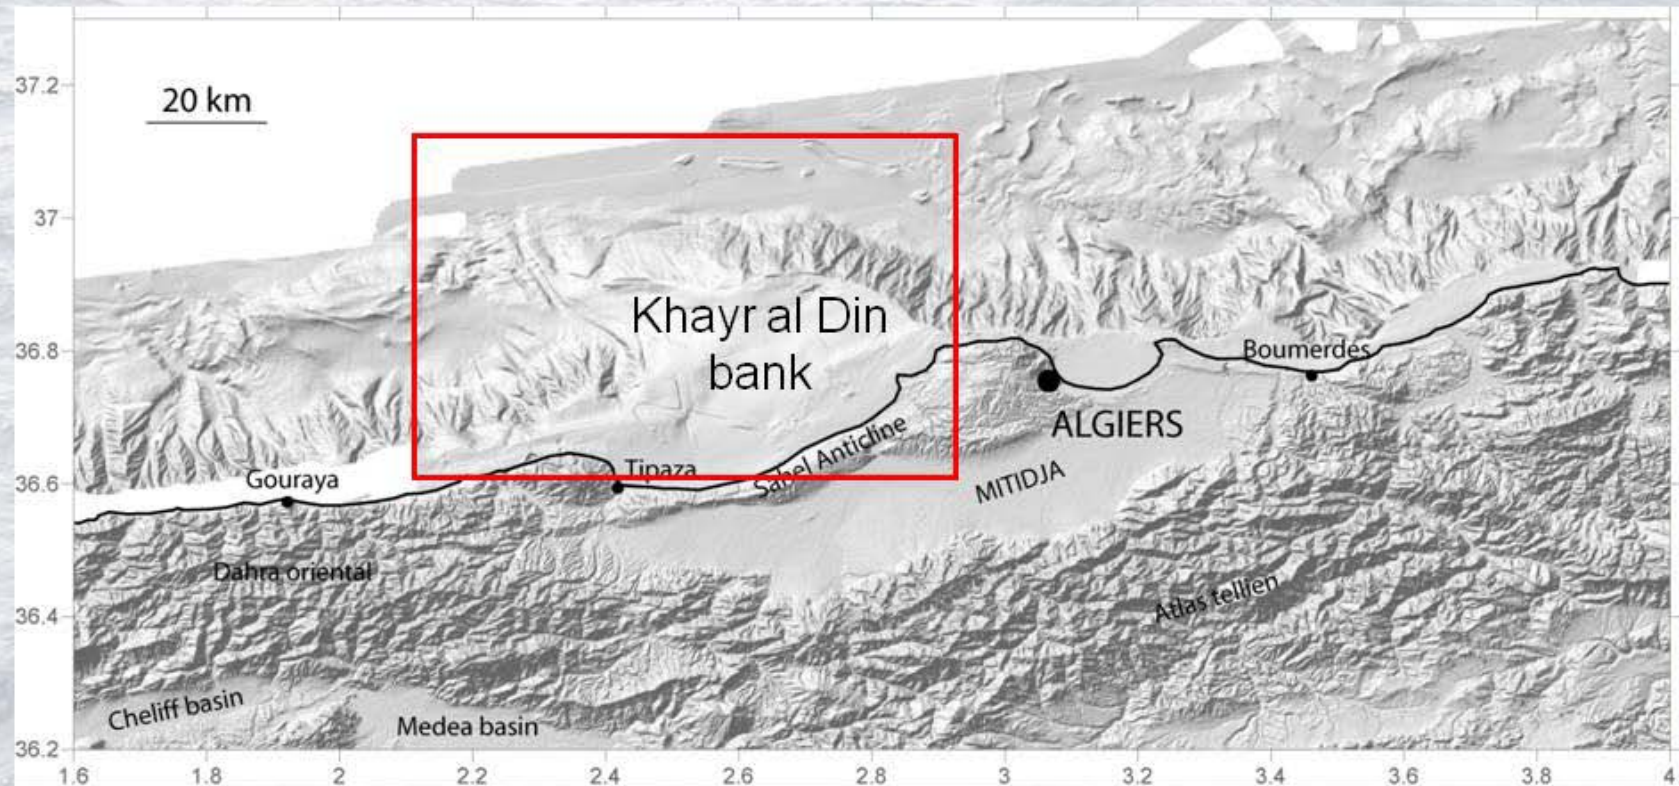 37.2
20 km
37
Khayr al Din
bank
36.8
Boumerdés
ALGIERS
Sahel Anticline
Tipaza
Gouraya
MITIDJA
36.6
Dahra oriental
Atlas tellien
36.4
Cheliff basin
Medea basin
36.2
1.6 1.8 2 2.2 2.4 2.6 2.8 3 3.2 3.4 3.6 3.8 4